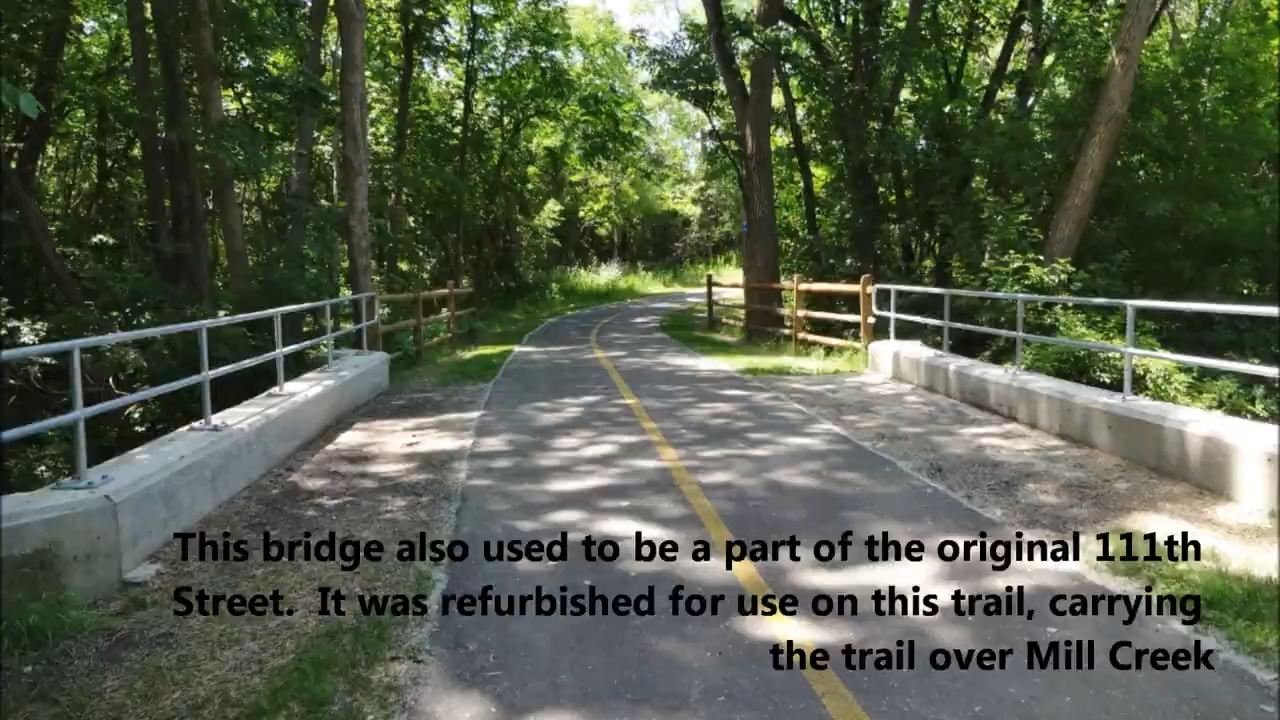 This bridge also used to be a part of the original 111th
Street.  It was refurbished for use on this trail, carrying
the trail over Mill Creek